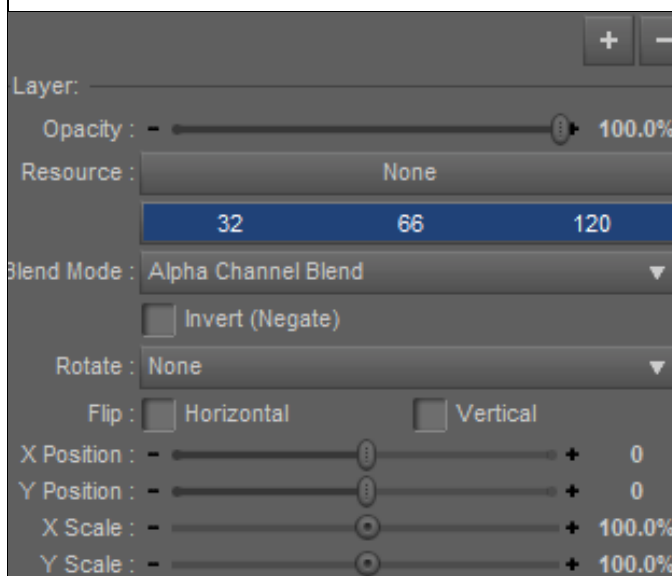 + −
Layer:
Opacity : - + 100.0%
Resource : None
32 66 120
Blend Mode : Alpha Channel Blend ▼
Invert (Negate)
Rotate : None ▼
Flip : Horizontal Vertical
X Position : - + 0
Y Position : - + 0
X Scale : - + 100.0%
Y Scale : - + 100.0%